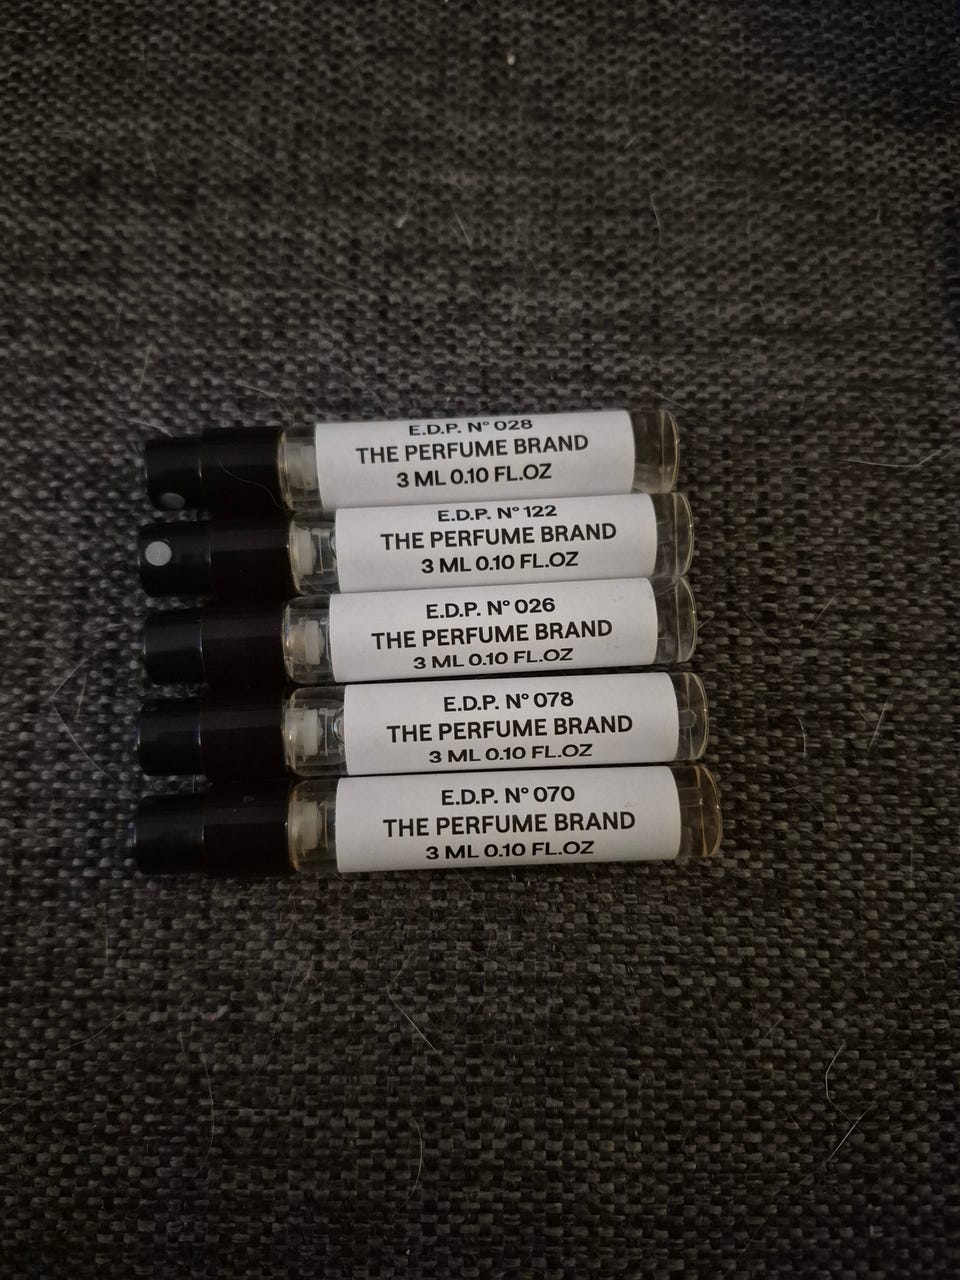 E.D.P. N° 028
THE PERFUME BRAND
3 ML 0.10 FL.OZ
E.D.P. N° 122
THE PERFUME BRAND
3 ML 0.10 FL.OZ
E.D.P. N° 026
THE PERFUME BRAND
3 ML 0.10 FL.OZ
E.D.P. N° 078
THE PERFUME BRAND
3 ML 0.10 FL.OZ
E.D.P. N° 070
THE PERFUME BRAND
3 ML 0.10 FL.OZ